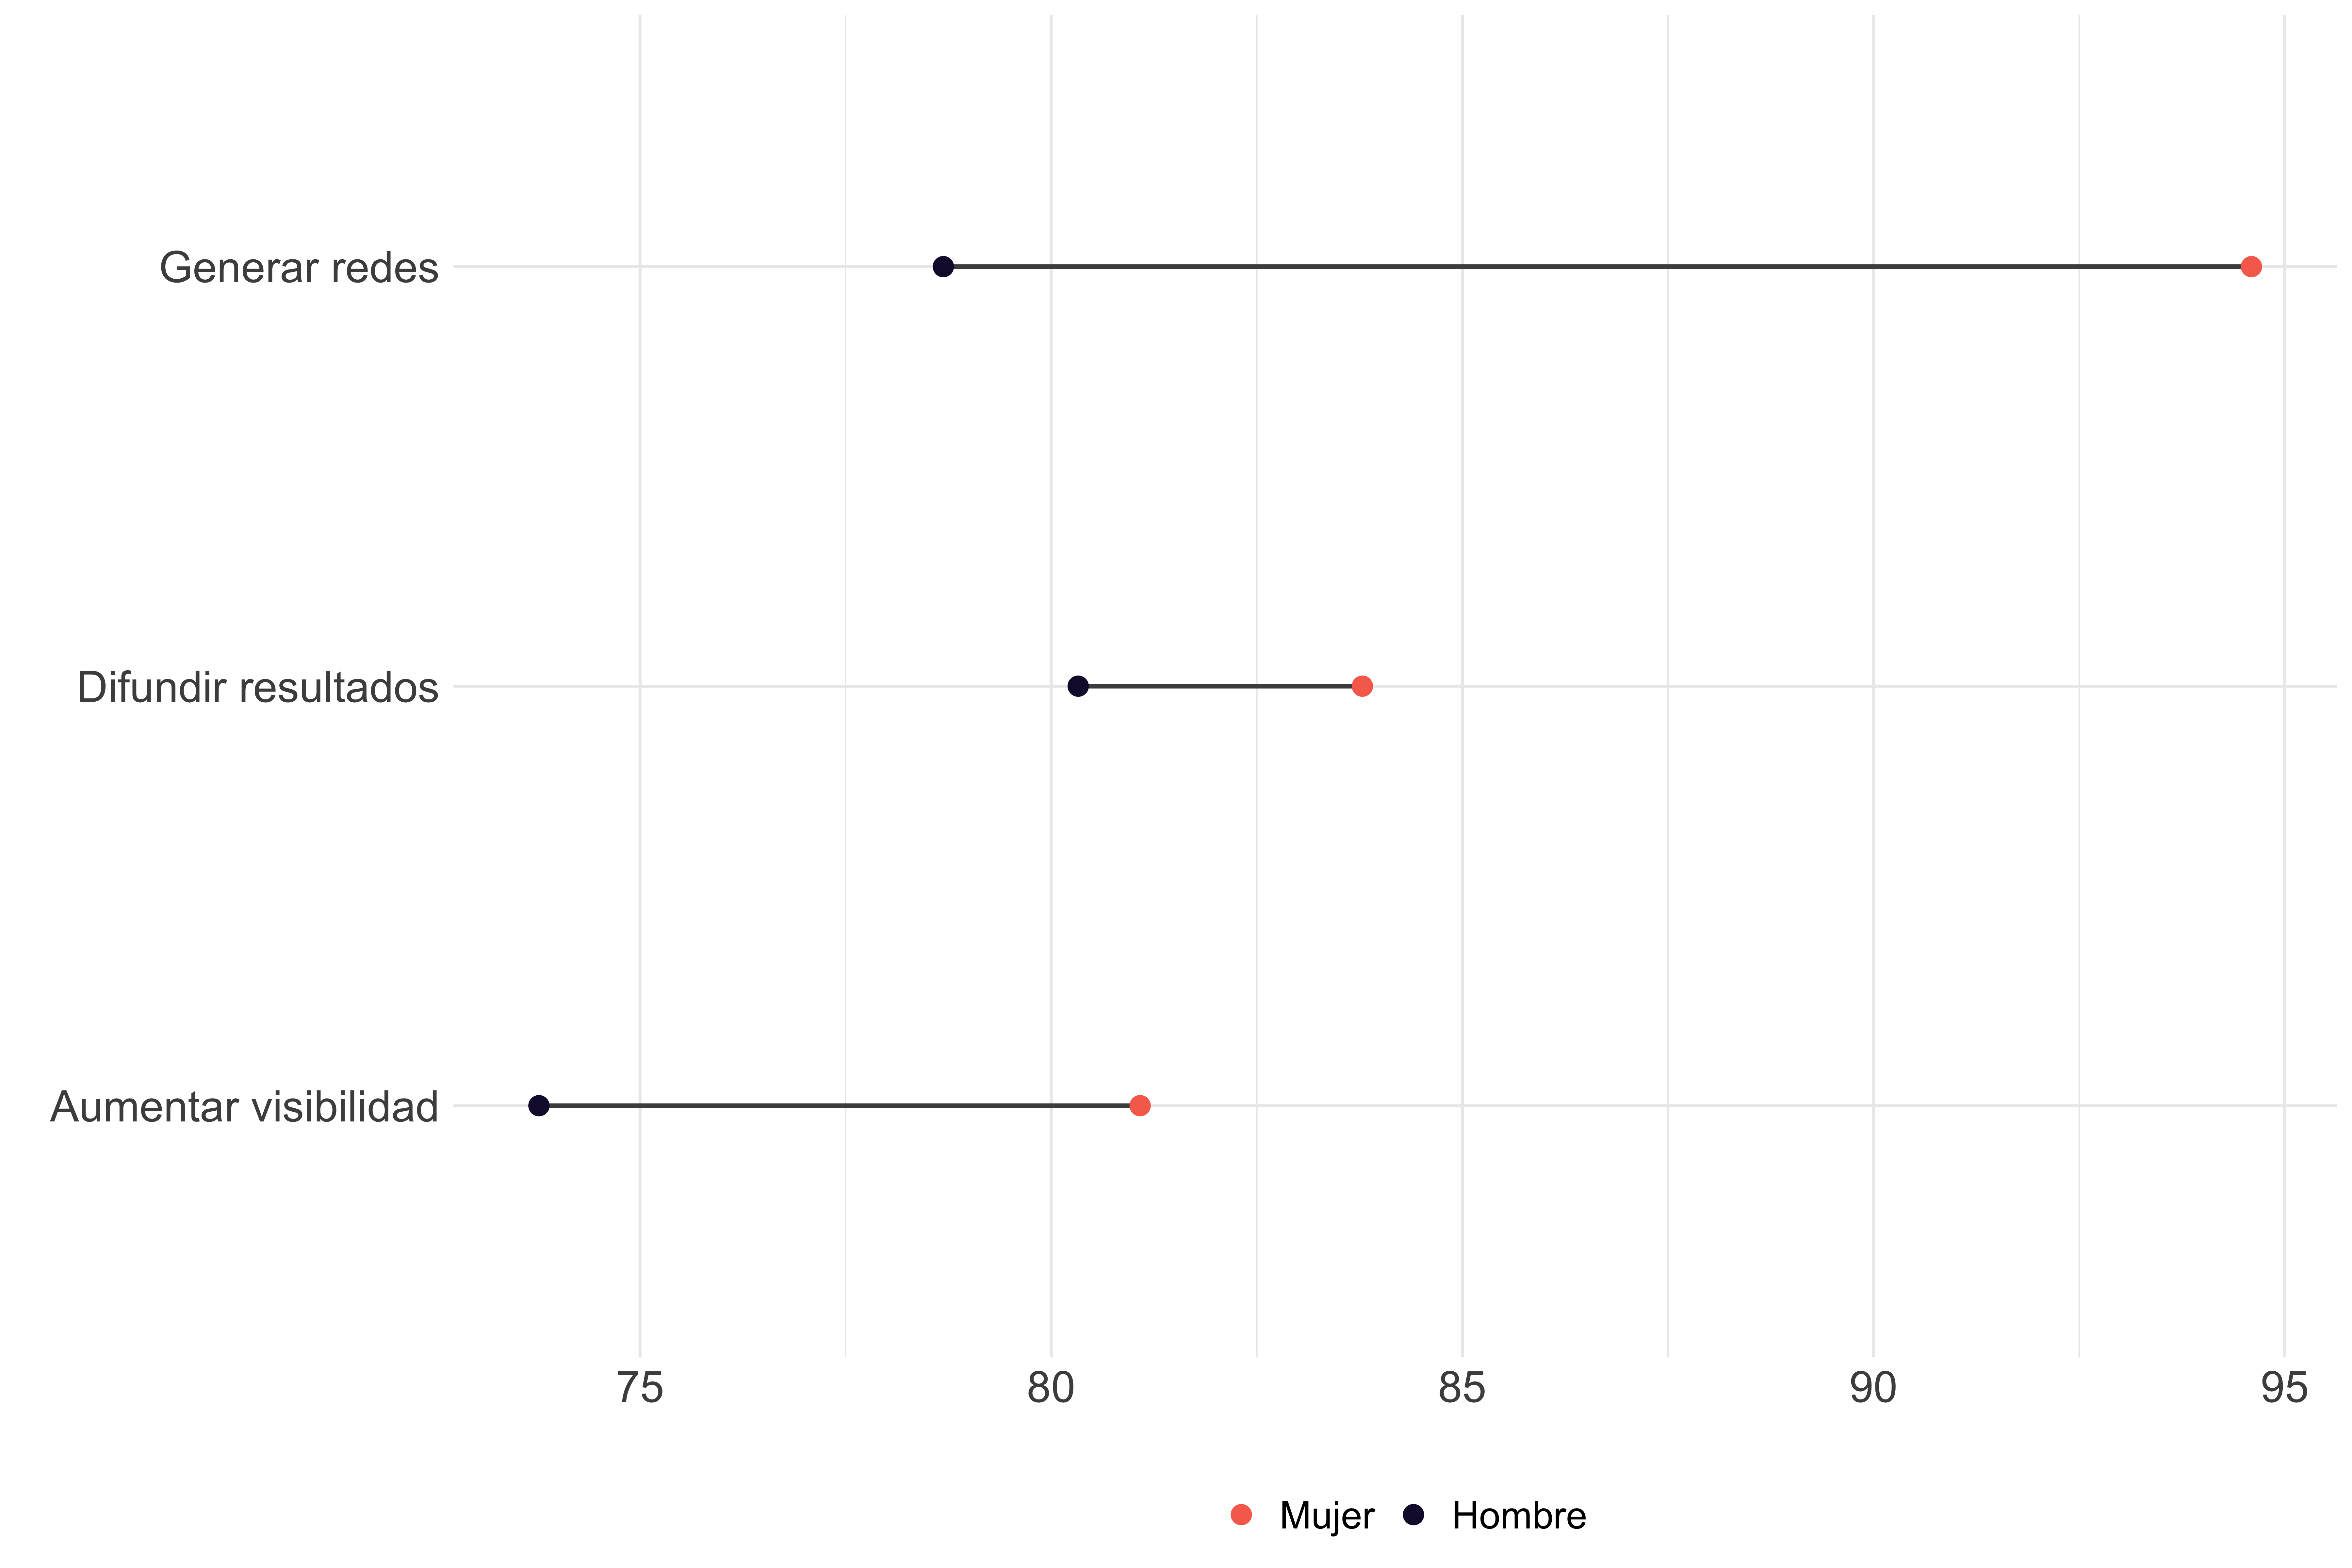 Generar redes
Difundir resultados
Aumentar visibilidad
75 80 85 90 95
Mujer Hombre